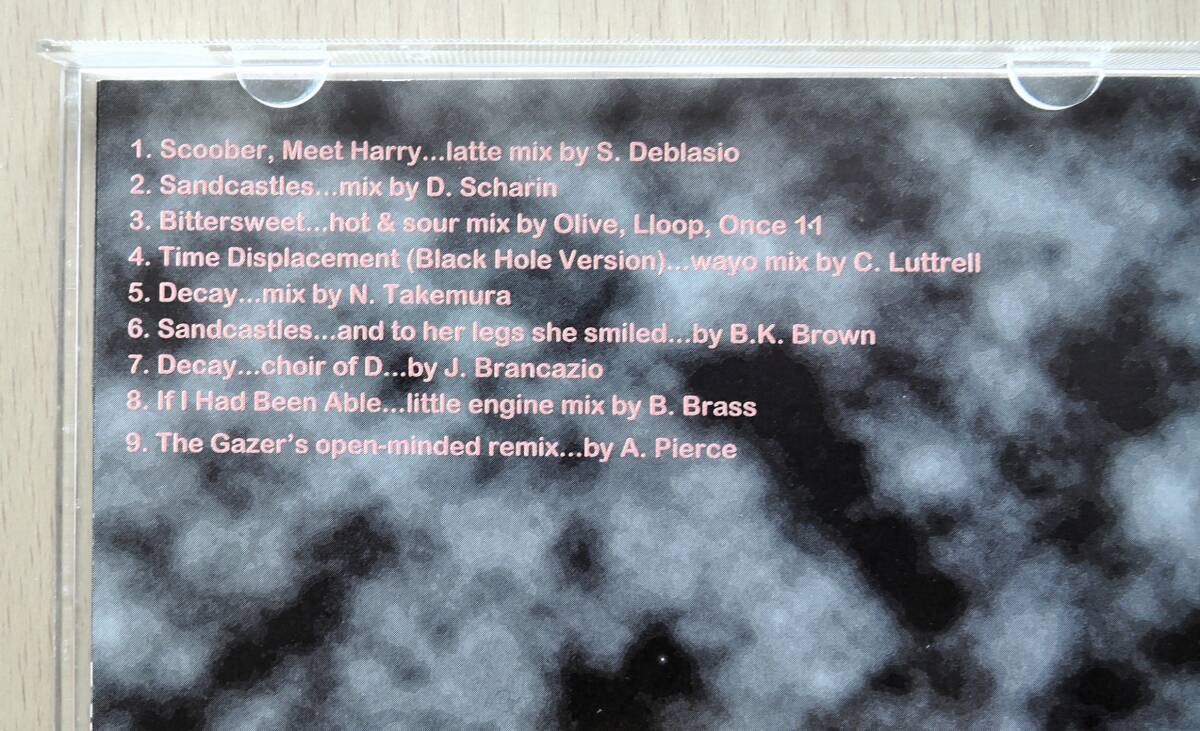 1. Scoober, Meet Harry...latte mix by S. Deblasio
2. Sandcastles...mix by D. Scharin
3. Bittersweet...hot & sour mix by Olive, Lloop, Once 11
4. Time Displacement (Black Hole Version)...wayo mix by C. Luttrell
5. Decay...mix by N. Takemura
6. Sandcastles...and to her legs she smiled...by B.K. Brown
7. Decay...choir of D...by J. Brancazio
8. If I Had Been Able...little engine mix by B. Brass
9. The Gazer’s open-minded remix...by A. Pierce